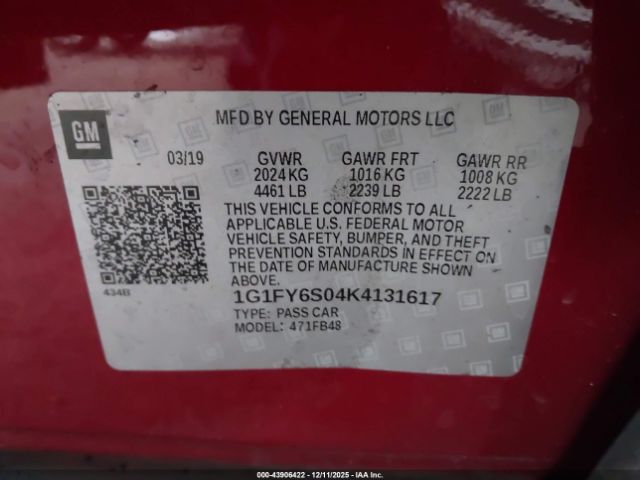 GM
MFD BY GENERAL MOTORS LLC
03/19 GVWR GAWR FRT GAWR RR
2024 KG 1016 KG 1008 KG
4461 LB 2239 LB 2222 LB
THIS VEHICLE CONFORMS TO ALL
APPLICABLE U.S. FEDERAL MOTOR
VEHICLE SAFETY, BUMPER, AND THEFT
PREVENTION STANDARDS IN EFFECT ON
THE DATE OF MANUFACTURE SHOWN
ABOVE.
434B
1G1FY6S04K4131617
TYPE: PASS CAR
MODEL: 471FB48
000-43906422 - 12/11/2025 - IAAI Inc.